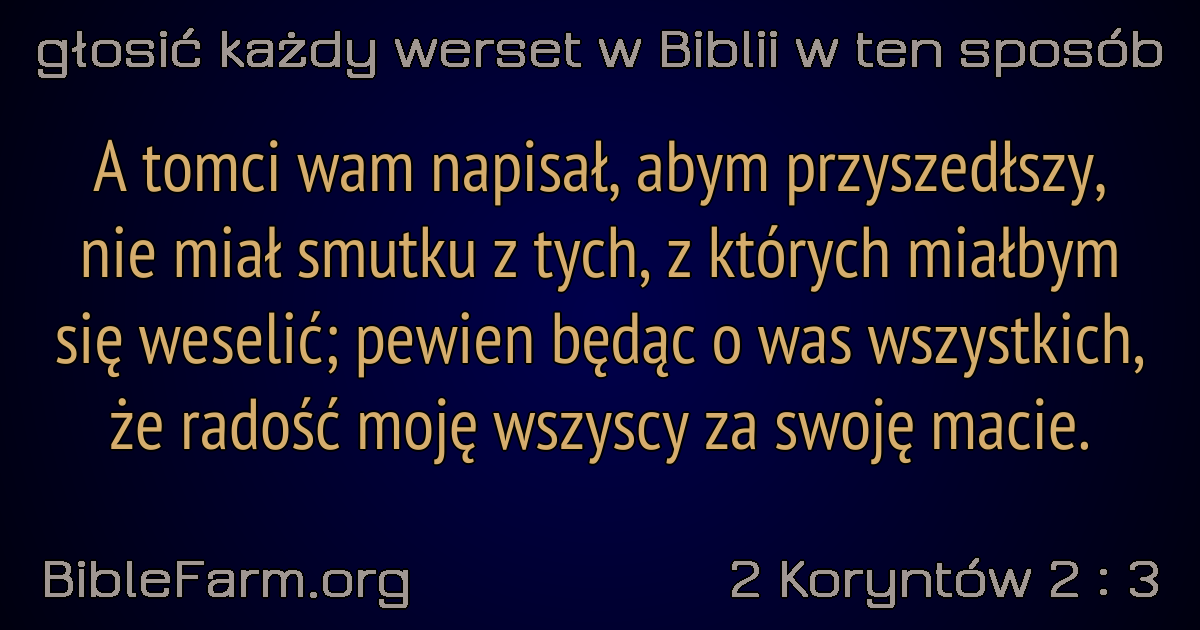 głosić każdy werset w Biblii w ten sposób
A tomci wam napisał, abym przyszedłszy,
nie miał smutku z tych, z których miałbym
się weselić; pewien będąc o was wszystkich,
że radość moję wszyscy za swoję macie.
BibleFarm.org
2 Koryntów 2 : 3